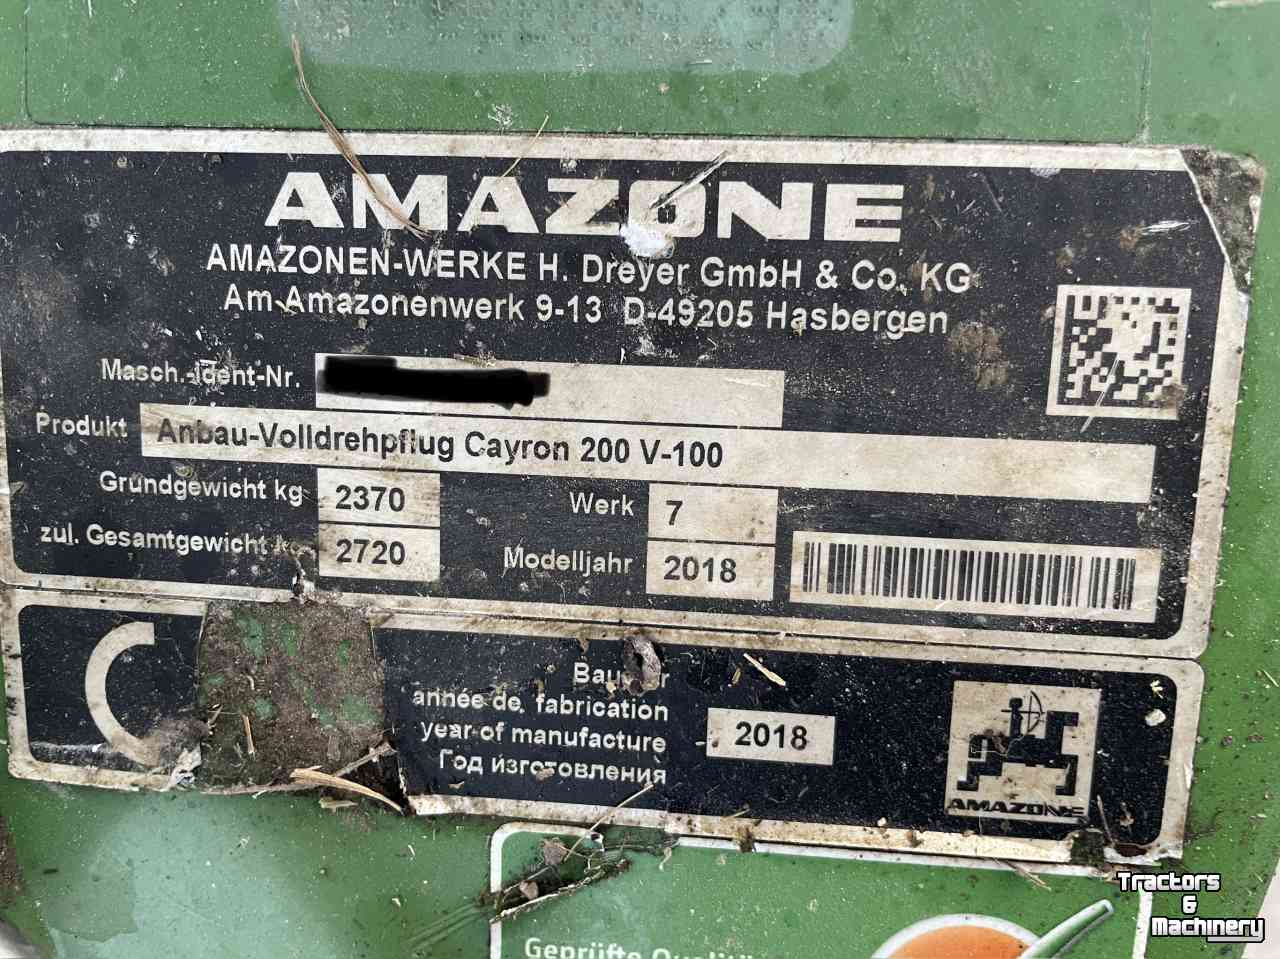 AMAZONE
AMAZONEN-WERKE H. Dreyer GmbH & Co. KG
Am Amazonenwerk 9-13 D-49205 Hasbergen
Masch.-Ident-Nr.
Produkt Anbau-Volldrehpflug Cayron 200 V-100
Grundgewicht kg 2370 Werk 7
zul. Gesamtgewicht kg 2720 Modelljahr 2018
année de fabrication
year of manufacture 2018
Год изготовления
AMAZONE
Geprüfte Qualität
Tractors
&
Machinery